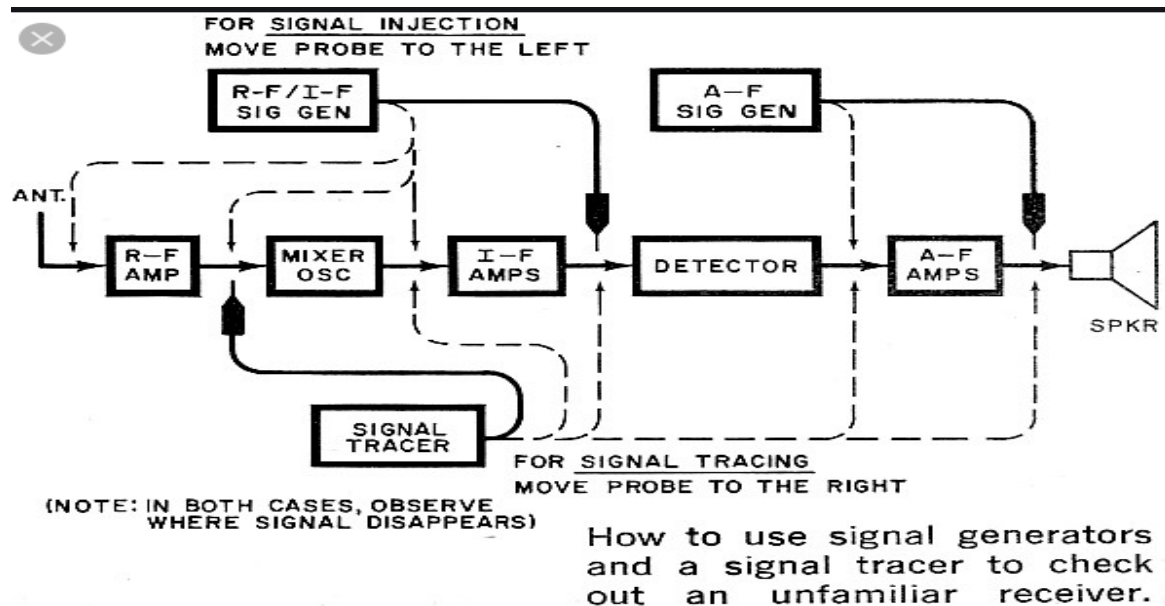 FOR SIGNAL INJECTION
MOVE PROBE TO THE LEFT
R-F/I-F
SIG GEN
A-F
SIG GEN
ANT.
R-F
AMP
MIXER
OSC
I-F
AMPS
DETECTOR
A-F
AMPS
SPKR
SIGNAL
TRACER
FOR SIGNAL TRACING
MOVE PROBE TO THE RIGHT
(NOTE: IN BOTH CASES, OBSERVE
WHERE SIGNAL DISAPPEARS)
How to use signal generators
and a signal tracer to check
out an unfamiliar receiver.